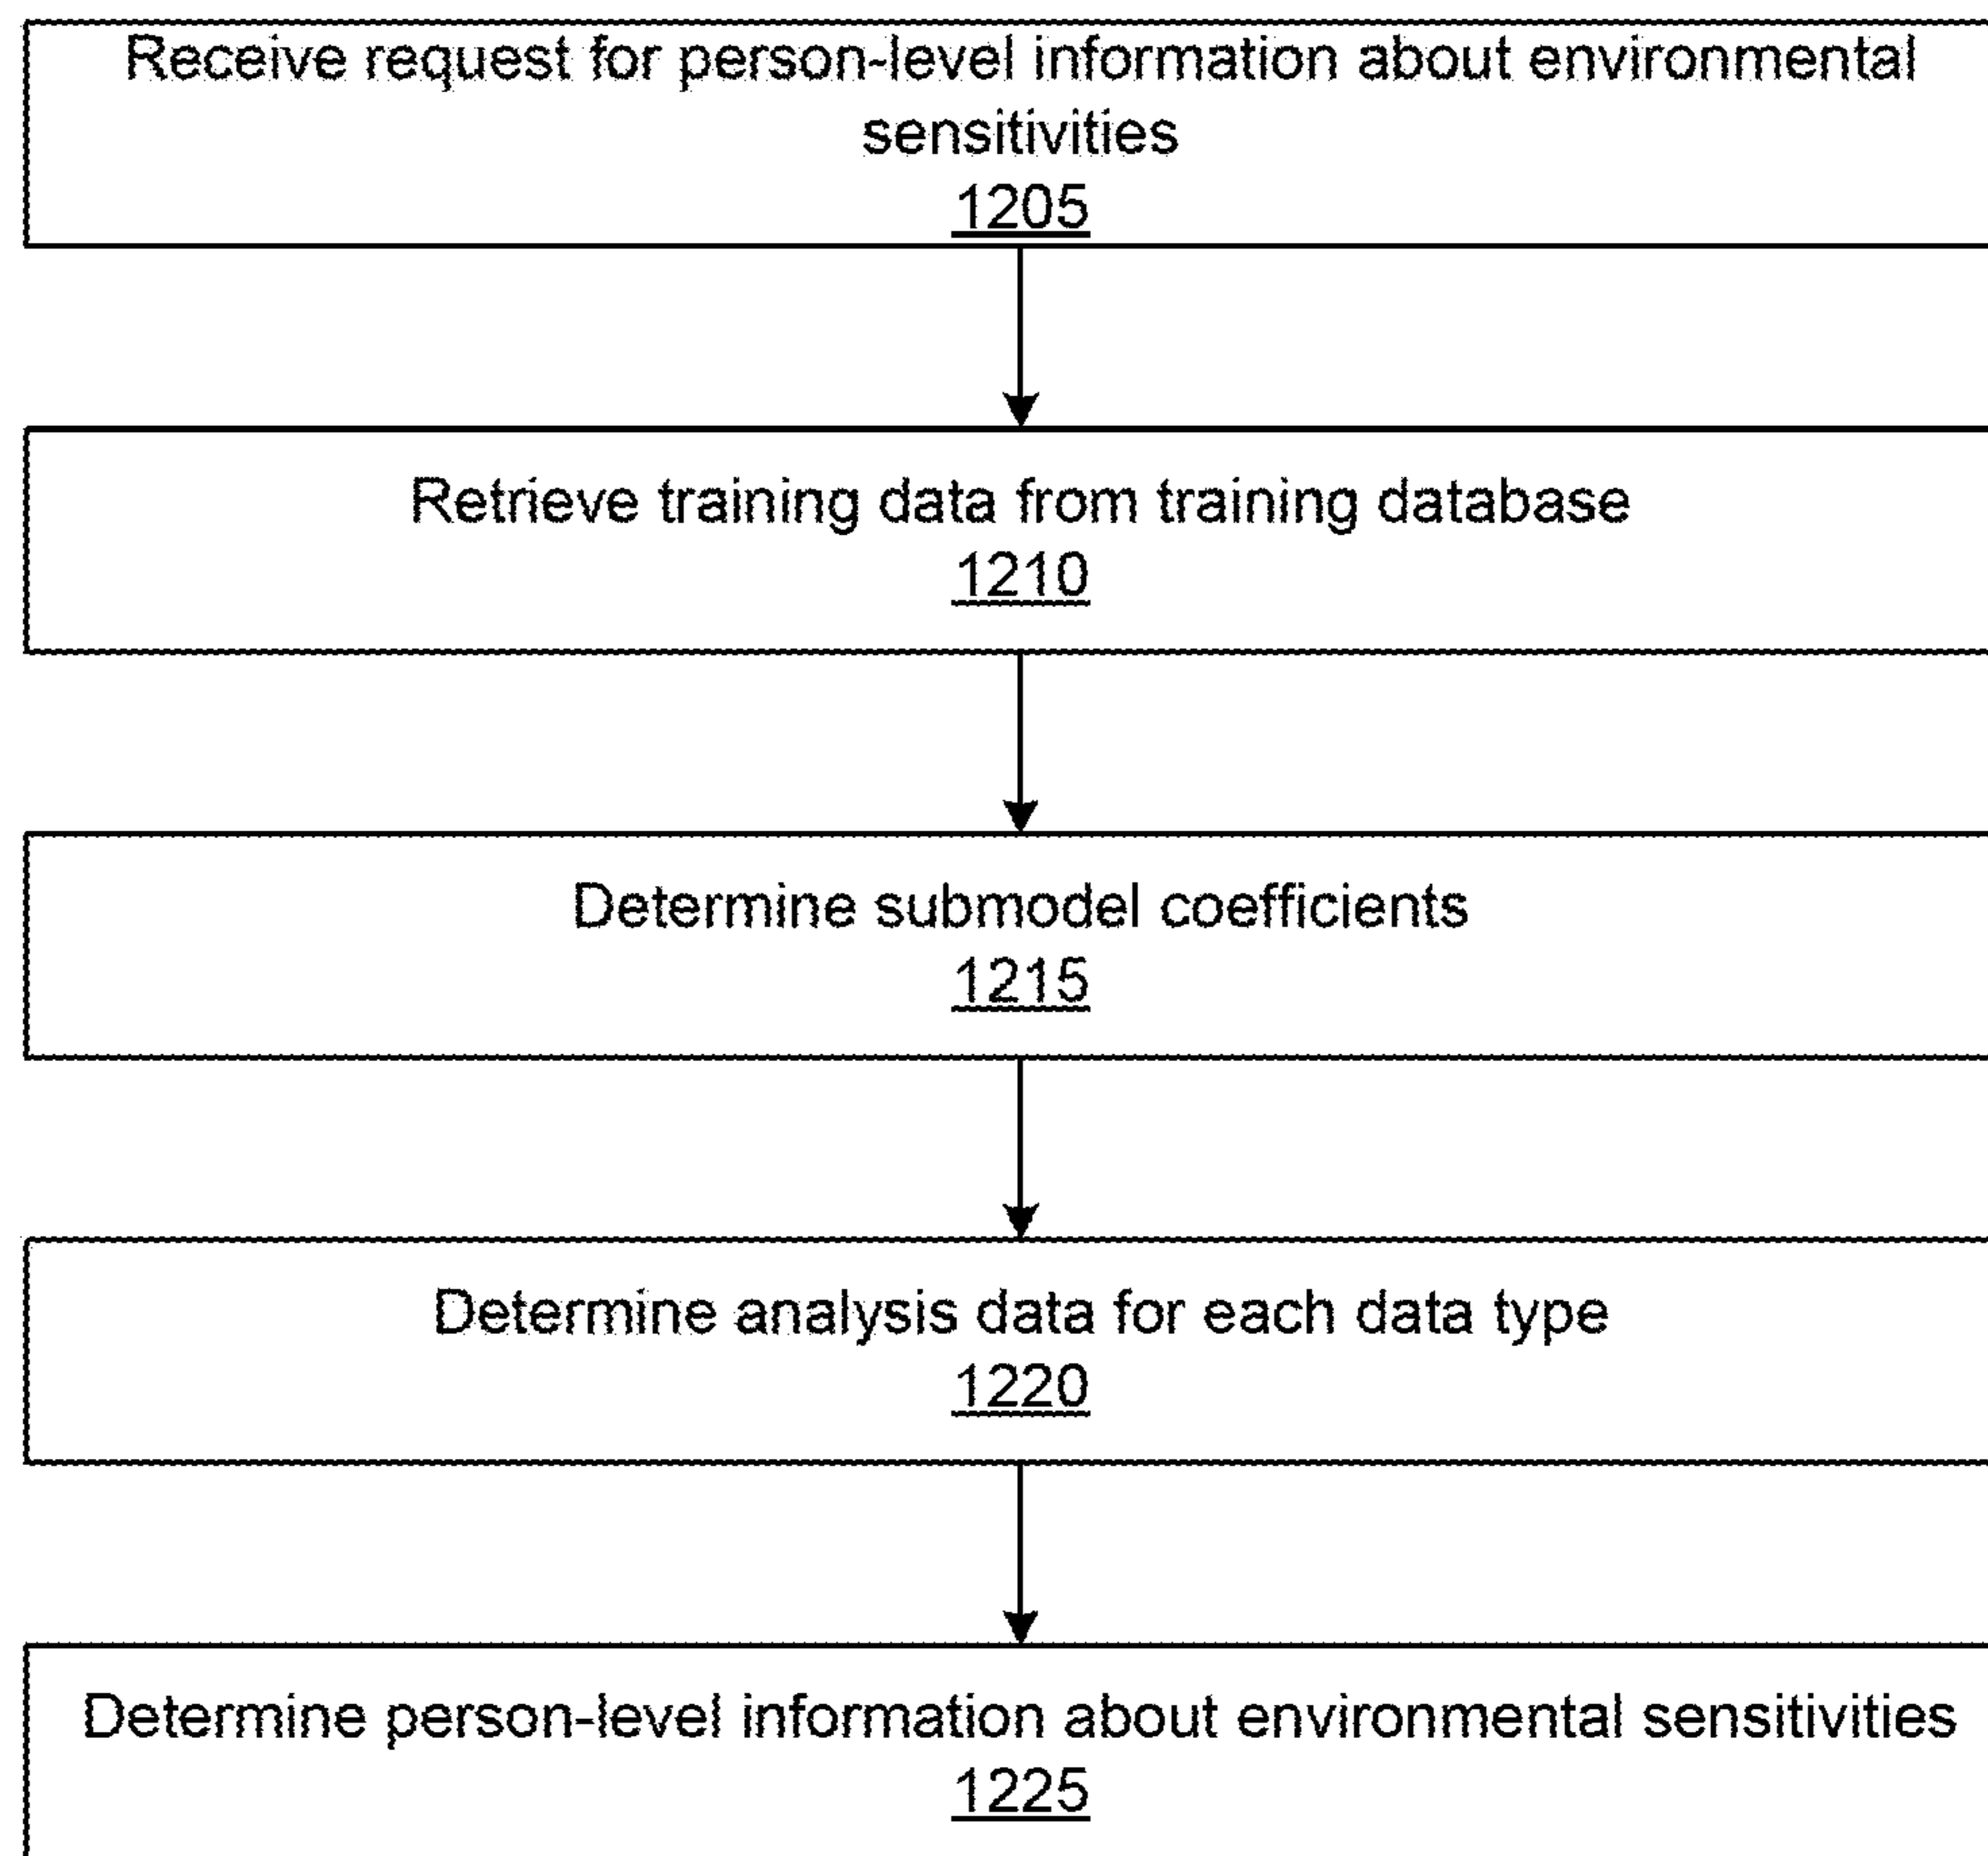 Receive request for person-level information about environmental
sensitivities
1205
Retrieve training data from training database
1210
Determine submodel coefficients
1215
Determine analysis data for each data type
1220
Determine person-level information about environmental sensitivities
1225